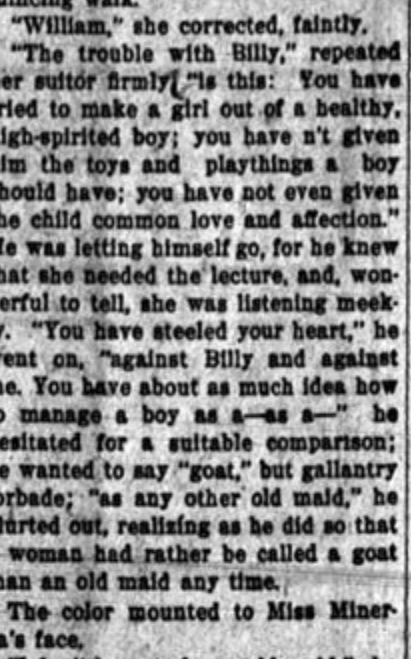 "William," she corrected, faintly.
"The trouble with Billy," repeated
er suitor firmly, "is this: You have
ried to make a girl out of a healthy,
igh-spirited boy; you have n't given
im the toys and playthings a boy
hould have; you have not even given
he child common love and affection."
He was letting himself go, for he knew
hat she needed the lecture, and, won-
erful to tell, she was listening meek-
y. "You have steeled your heart," he
ent on, "against Billy and against
me. You have about as much idea how
o manage a boy as a—as a—" he
esitated for a suitable comparison;
e wanted to say "goat," but gallantry
orbade; "as any other old maid," he
lurted out, realizing as he did so that
woman had rather be called a goat
han an old maid any time.
The color mounted to Miss Miner-
a's face.